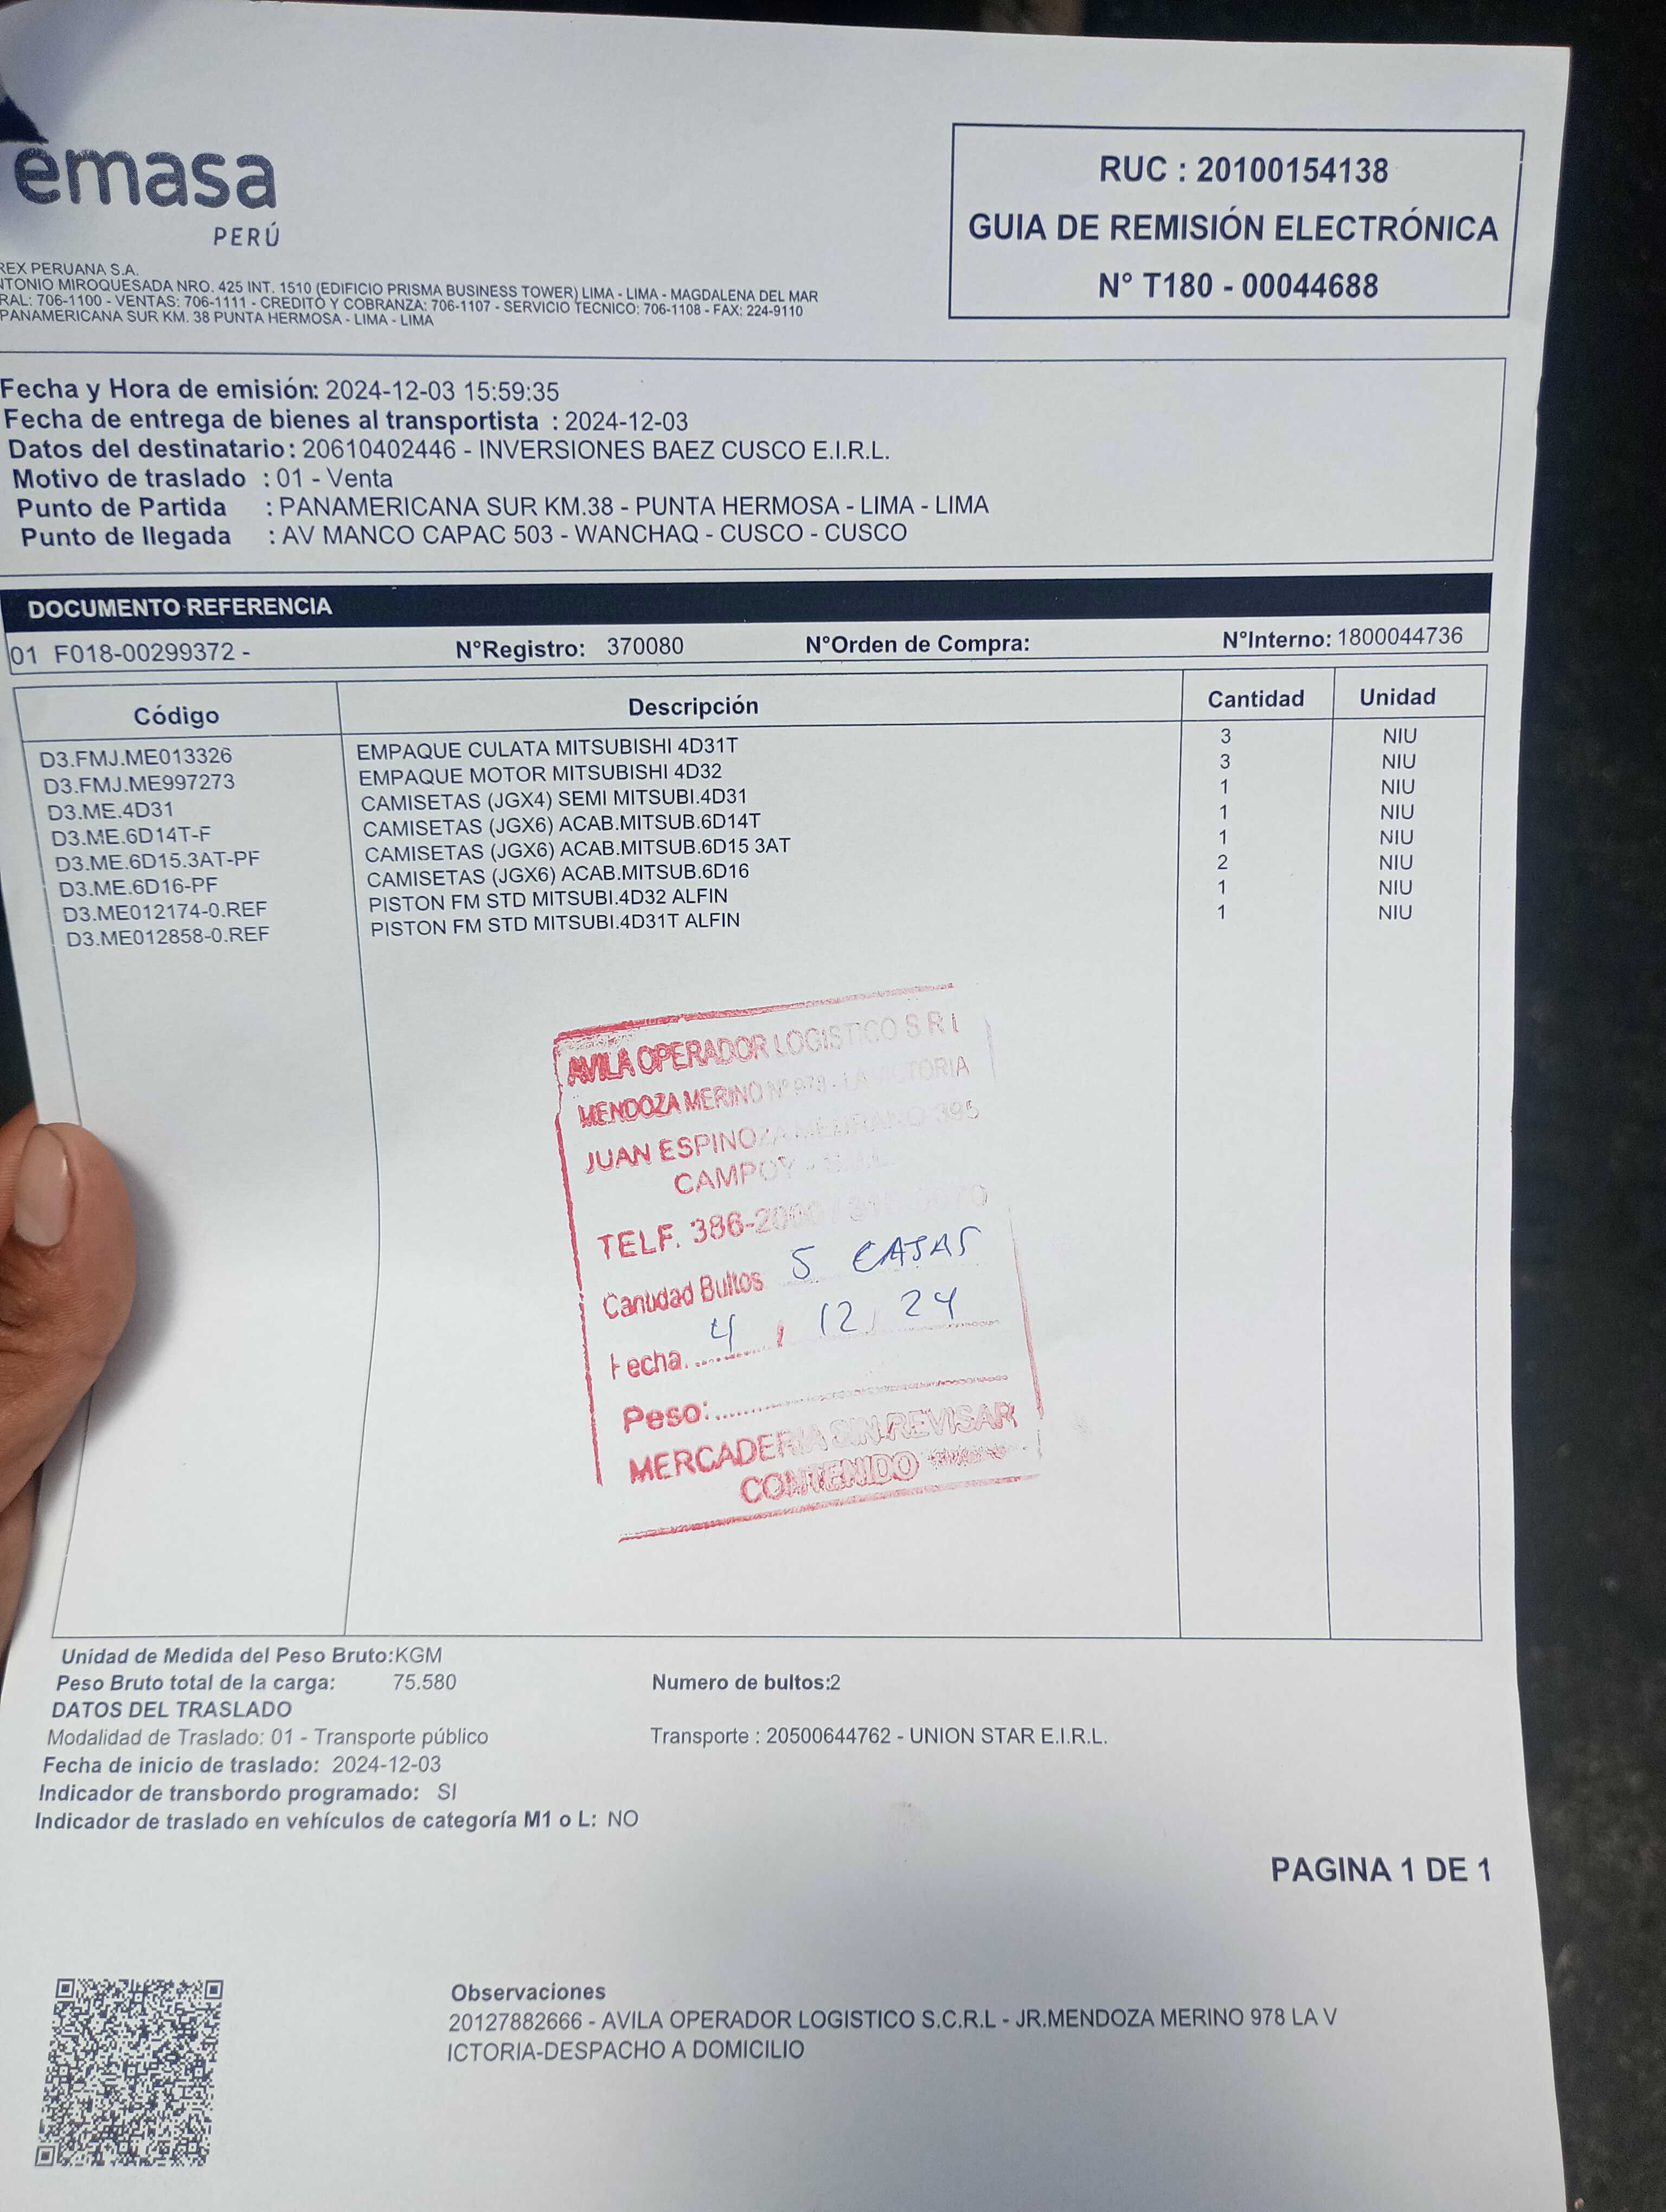 emasa
PERÚ
REX PERUANA S.A.
NTONIO MIROQUESADA NRO. 425 INT. 1510 (EDIFICIO PRISMA BUSINESS TOWER) LIMA - LIMA - MAGDALENA DEL MAR
RAL: 706-1100 - VENTAS: 706-1111 - CREDITO Y COBRANZA: 706-1107 - SERVICIO TECNICO: 706-1108 - FAX: 224-9110
PANAMERICANA SUR KM. 38 PUNTA HERMOSA - LIMA - LIMA
RUC : 20100154138
GUIA DE REMISIÓN ELECTRÓNICA
N° T180 - 00044688
Fecha y Hora de emisión: 2024-12-03 15:59:35
Fecha de entrega de bienes al transportista : 2024-12-03
Datos del destinatario: 20610402446 - INVERSIONES BAEZ CUSCO E.I.R.L.
Motivo de traslado : 01 - Venta
Punto de Partida : PANAMERICANA SUR KM.38 - PUNTA HERMOSA - LIMA - LIMA
Punto de llegada : AV MANCO CAPAC 503 - WANCHAQ - CUSCO - CUSCO
DOCUMENTO REFERENCIA
01 F018-00299372 - N°Registro: 370080 N°Orden de Compra: N°Interno: 1800044736
Código Descripción Cantidad Unidad
D3.FMJ.ME013326 EMPAQUE CULATA MITSUBISHI 4D31T 3 NIU
D3.FMJ.ME997273 EMPAQUE MOTOR MITSUBISHI 4D32 3 NIU
D3.ME.4D31 CAMISETAS (JGX4) SEMI MITSUBI.4D31 1 NIU
D3.ME.6D14T-F CAMISETAS (JGX6) ACAB.MITSUB.6D14T 1 NIU
D3.ME.6D15.3AT-PF CAMISETAS (JGX6) ACAB.MITSUB.6D15 3AT 1 NIU
D3.ME.6D16-PF CAMISETAS (JGX6) ACAB.MITSUB.6D16 2 NIU
D3.ME012174-0.REF PISTON FM STD MITSUBI.4D32 ALFIN 1 NIU
D3.ME012858-0.REF PISTON FM STD MITSUBI.4D31T ALFIN 1 NIU
AVILA OPERADOR LOGISTICO S R L
MENDOZA MERINO Nº 978 - LA VICTORIA
JUAN ESPINOZA MEDRANO 395
CAMPOY
TELF. 386-
Cantidad Bultos 5 CAJAS
Fecha. 4 / 12 / 24
Peso:
MERCADERIA SIN REVISAR
CONTENIDO
Unidad de Medida del Peso Bruto:KGM
Peso Bruto total de la carga: 75.580 Numero de bultos:2
DATOS DEL TRASLADO
Modalidad de Traslado: 01 - Transporte público Transporte : 20500644762 - UNION STAR E.I.R.L.
Fecha de inicio de traslado: 2024-12-03
Indicador de transbordo programado: SI
Indicador de traslado en vehículos de categoría M1 o L: NO
PAGINA 1 DE 1
Observaciones
20127882666 - AVILA OPERADOR LOGISTICO S.C.R.L - JR.MENDOZA MERINO 978 LA V
ICTORIA-DESPACHO A DOMICILIO